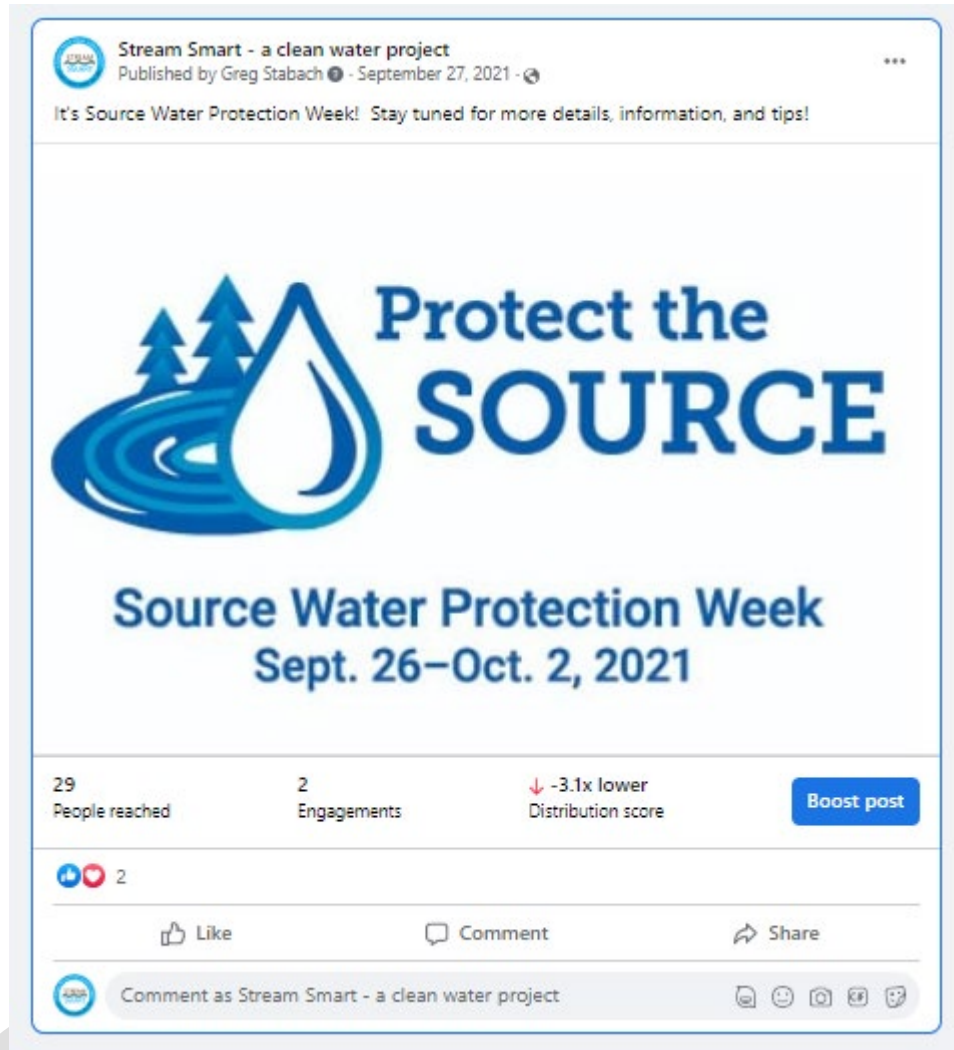 Stream Smart - a clean water project
Published by Greg Stabach · September 27, 2021 ·
It's Source Water Protection Week! Stay tuned for more details, information, and tips!
Protect the
SOURCE
Source Water Protection Week
Sept. 26–Oct. 2, 2021
29
People reached
2
Engagements
-3.1x lower
Distribution score
Boost post
2
Like
Comment
Share
Comment as Stream Smart - a clean water project